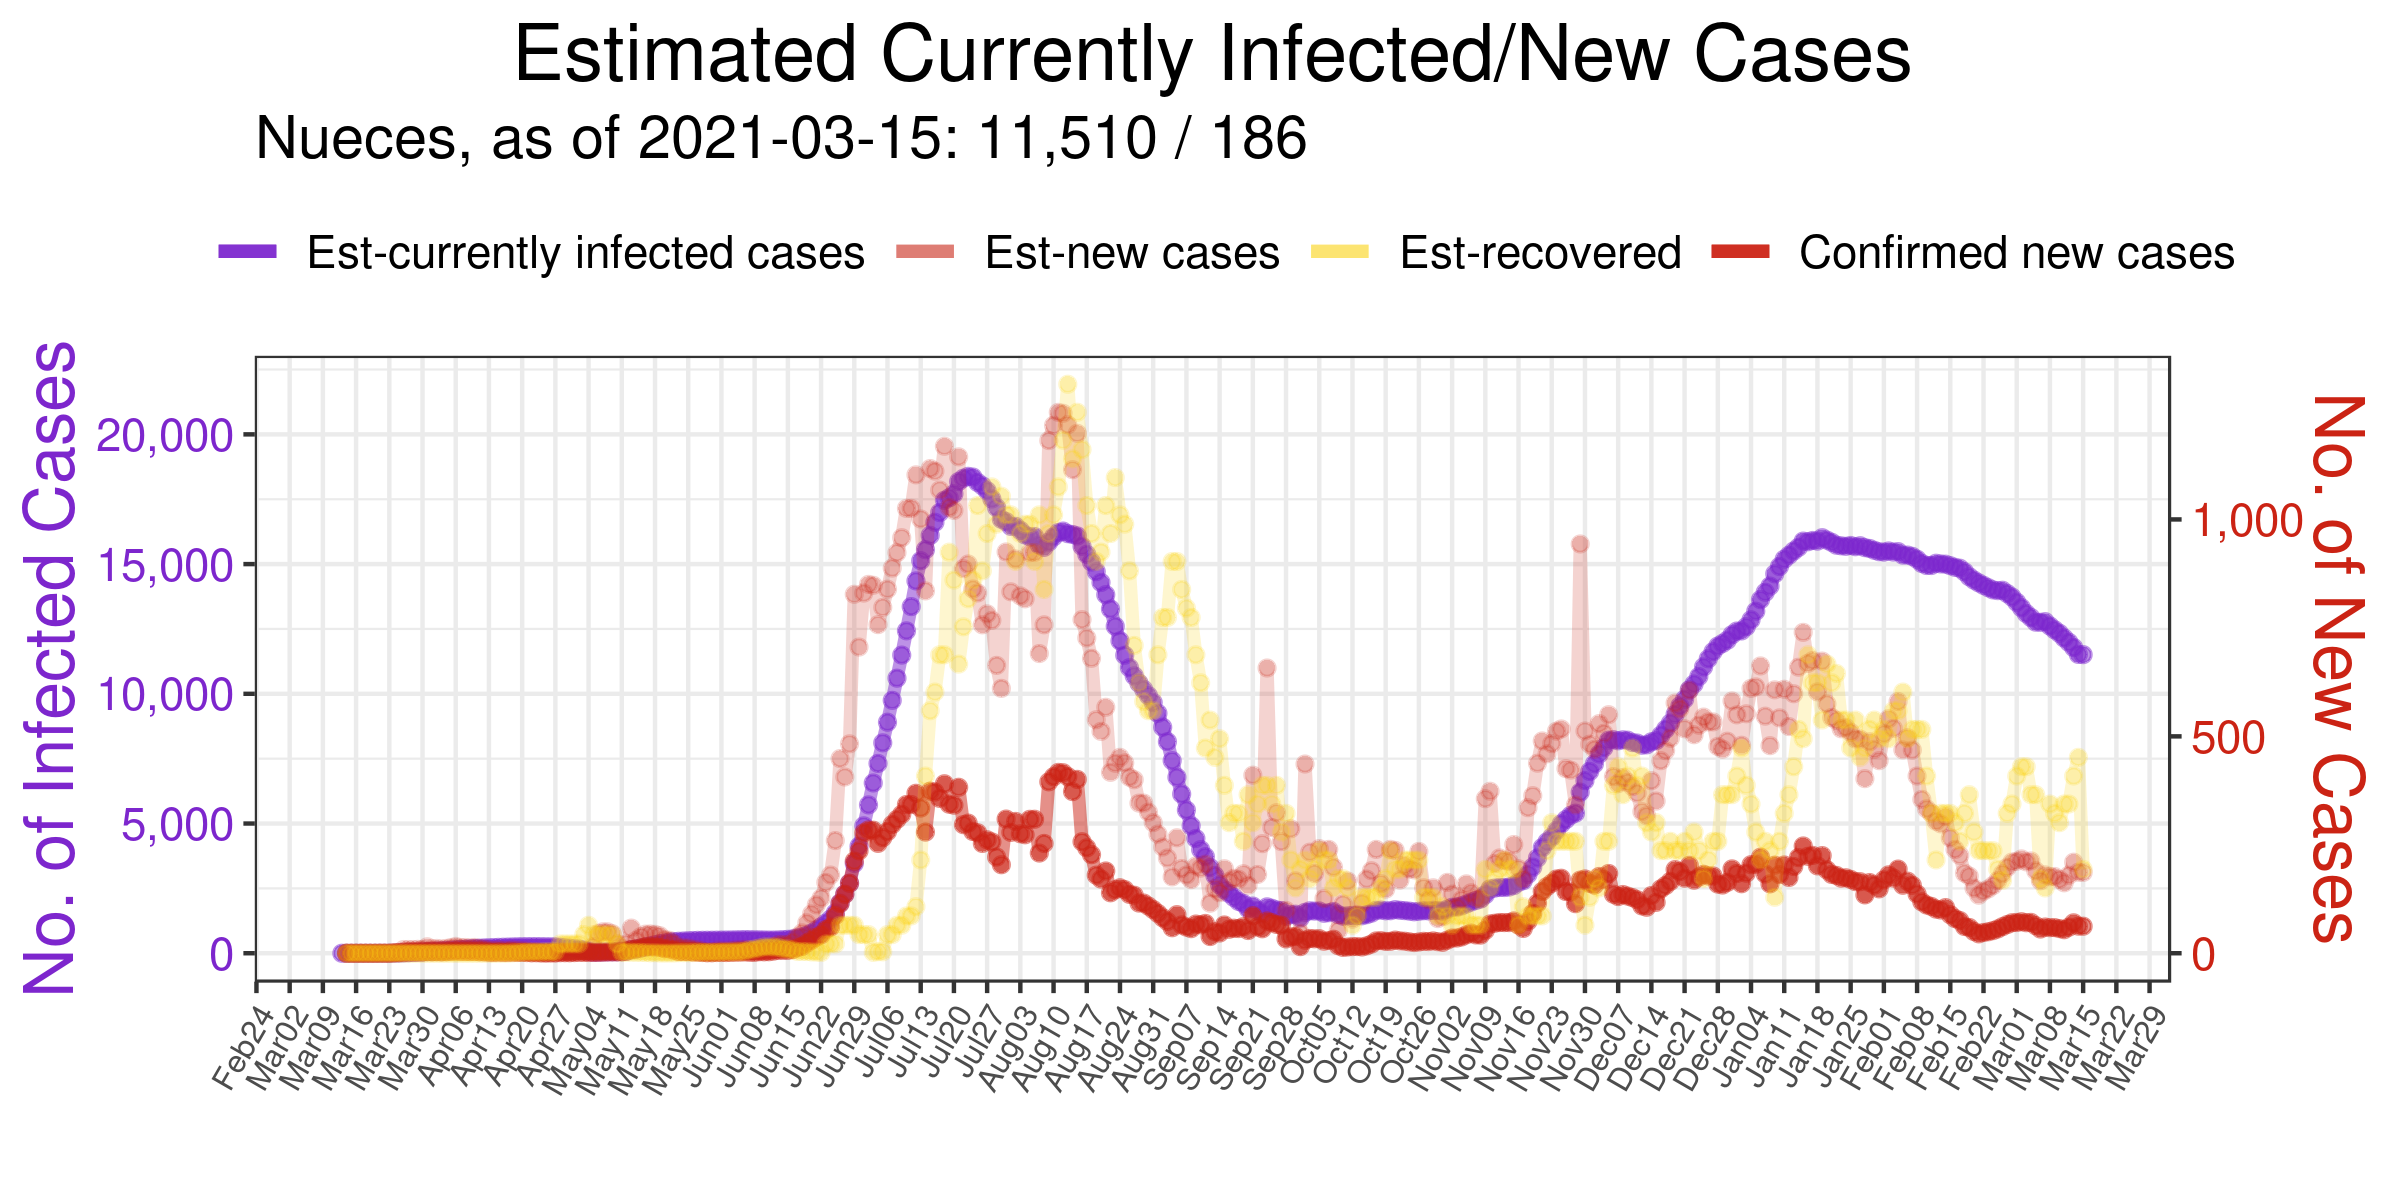 Estimated Currently Infected/New Cases
Nueces, as of 2021-03-15: 11,510 / 186
Est-currently infected cases Est-new cases Est-recovered Confirmed new cases
No. of Infected Cases
20,000
15,000
10,000
5,000
0
No. of New Cases
1,000
500
0
Feb24 Mar02 Mar09 Mar16 Mar23 Mar30 Apr06 Apr13 Apr20 Apr27 May04 May11 May18 May25 Jun01 Jun08 Jun15 Jun22 Jun29 Jul06 Jul13 Jul20 Jul27 Aug03 Aug10 Aug17 Aug24 Aug31 Sep07 Sep14 Sep21 Sep28 Oct05 Oct12 Oct19 Oct26 Nov02 Nov09 Nov16 Nov23 Nov30 Dec07 Dec14 Dec21 Dec28 Jan04 Jan11 Jan18 Jan25 Feb01 Feb08 Feb15 Feb22 Mar01 Mar08 Mar15 Mar22 Mar29